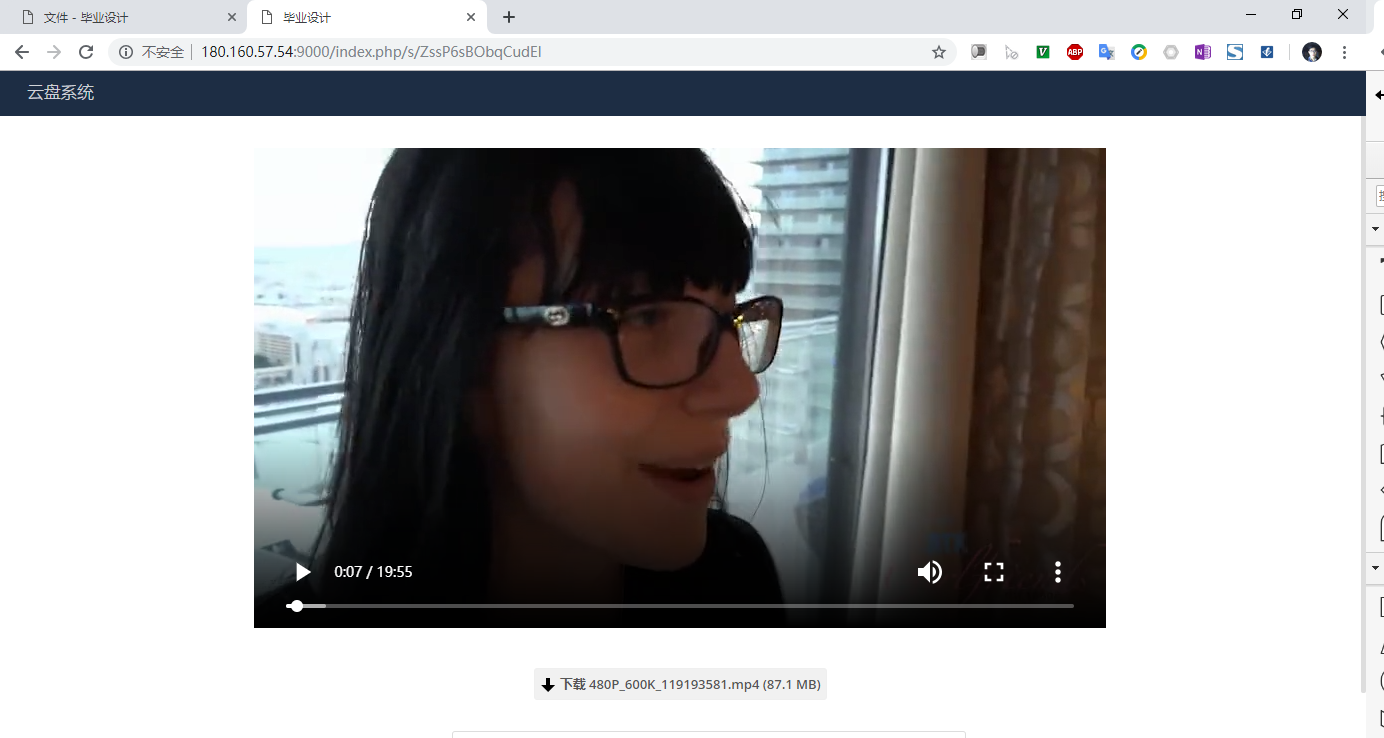 文件 - 毕业设计
毕业设计
不安全 180.160.57.54:9000/index.php/s/ZssP6sBObqCudEI
云盘系统
0:07 / 19:55
下载 480P_600K_119193581.mp4 (87.1 MB)